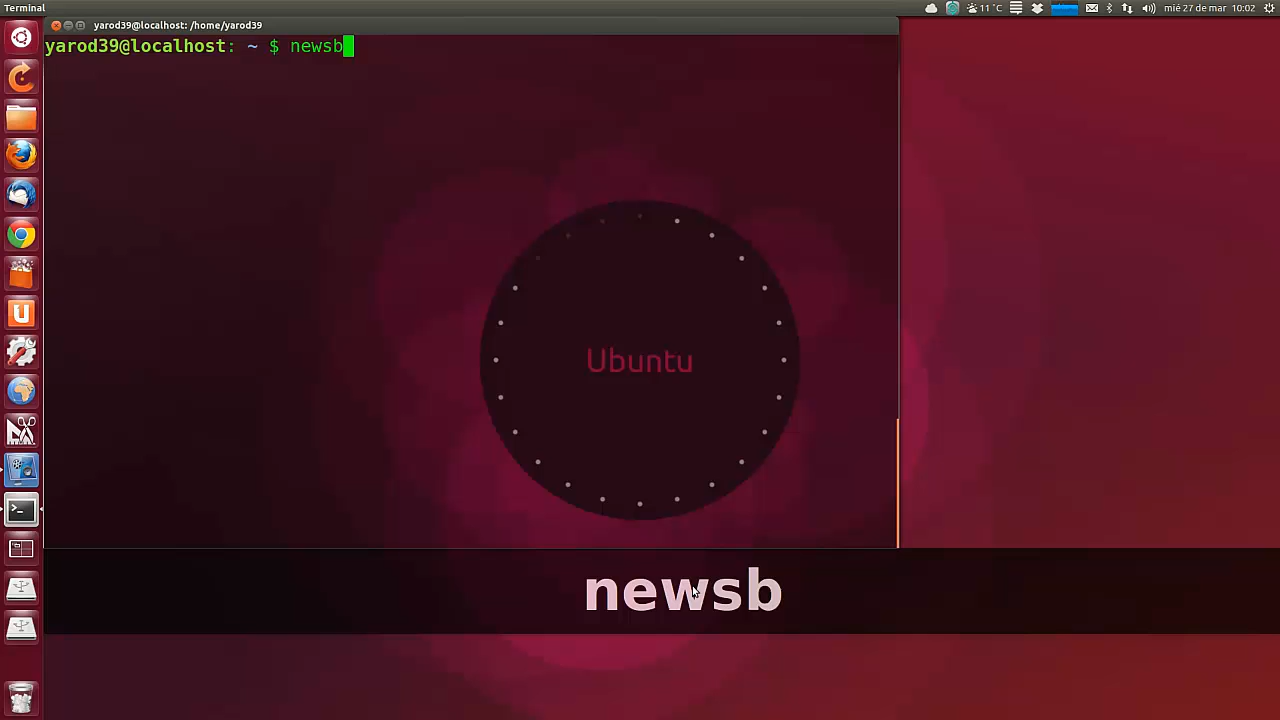 Terminal
11 °C
mié 27 de mar 10:02
yarod39@localhost: /home/yarod39
yarod39@localhost: ~ $ newsb
Ubuntu
newsb